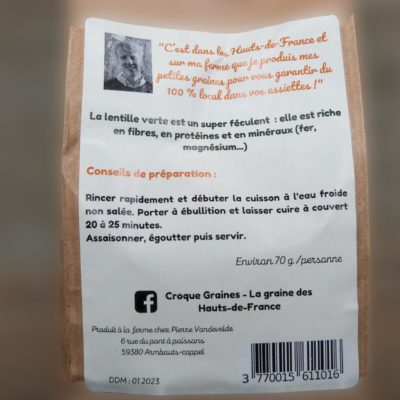 "C'est dans les Hauts-de-France et
sur ma ferme que je produis mes
petites graines pour vous garantir du
100 % local dans vos assiettes !"
La lentille verte est un super féculent : elle est riche
en fibres, en protéines et en minéraux (fer,
magnésium...)
Conseils de préparation :
Rincer rapidement et débuter la cuisson à l'eau froide
non salée. Porter à ébullition et laisser cuire à couvert
20 à 25 minutes.
Assaisonner, égoutter puis servir.
Environ 70 g /personne
Croque Graines - La graine des
Hauts-de-France
Produit à la ferme chez Pierre Vandevelde
6 rue du pont à poissons
59380 Armbouts-cappel
DDM : 01 2023
3 770015 611016